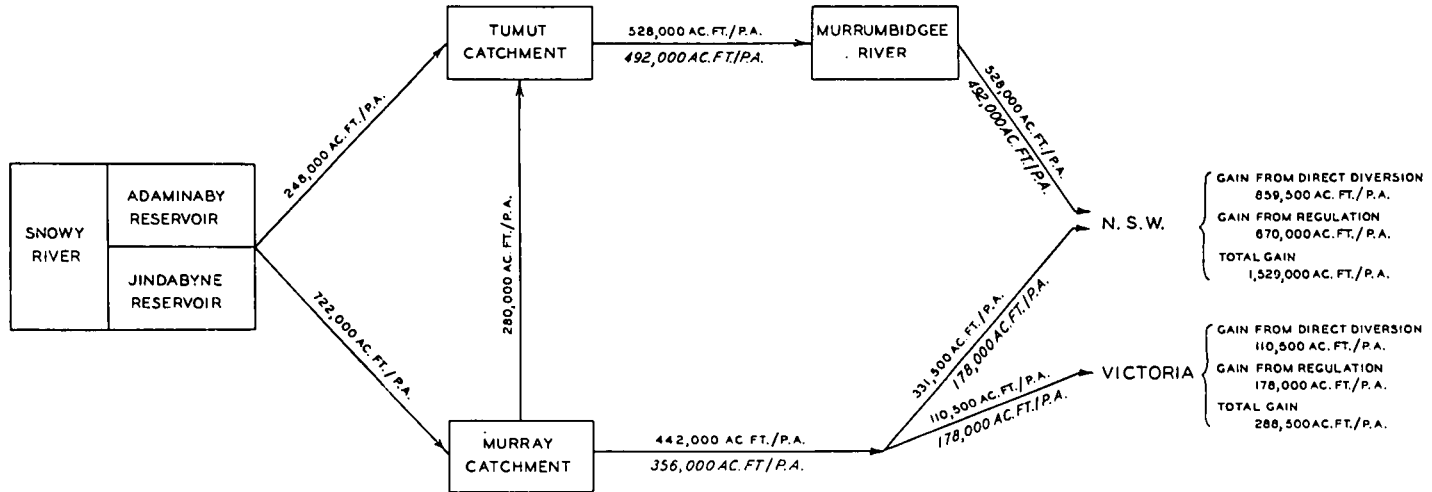 SNOWY
RIVER
ADAMINABY
RESERVOIR
JINDABYNE
RESERVOIR
248,000 AC. FT./P.A.
722,000 AC. FT./P.A.
TUMUT
CATCHMENT
280,000 AC. FT./P.A.
MURRAY
CATCHMENT
528,000 AC. FT./P.A.
492,000 AC. FT./P.A.
MURRUMBIDGEE
RIVER
528,000 AC. FT./P.A.
492,000 AC. FT./P.A.
442,000 AC FT./P.A.
356,000 AC. FT/P.A.
331,500 AC. FT./P.A.
178,000 AC. FT./P.A.
110,500 AC. FT./P.A.
178,000 AC. FT./P.A.
N.S.W.
GAIN FROM DIRECT DIVERSION
859,500 AC. FT./P.A.
GAIN FROM REGULATION
670,000 AC. FT./P.A.
TOTAL GAIN
1,529,000 AC. FT./P.A.
VICTORIA
GAIN FROM DIRECT DIVERSION
110,500 AC. FT./P.A.
GAIN FROM REGULATION
178,000 AC. FT./P.A.
TOTAL GAIN
288,500 AC. FT./P.A.